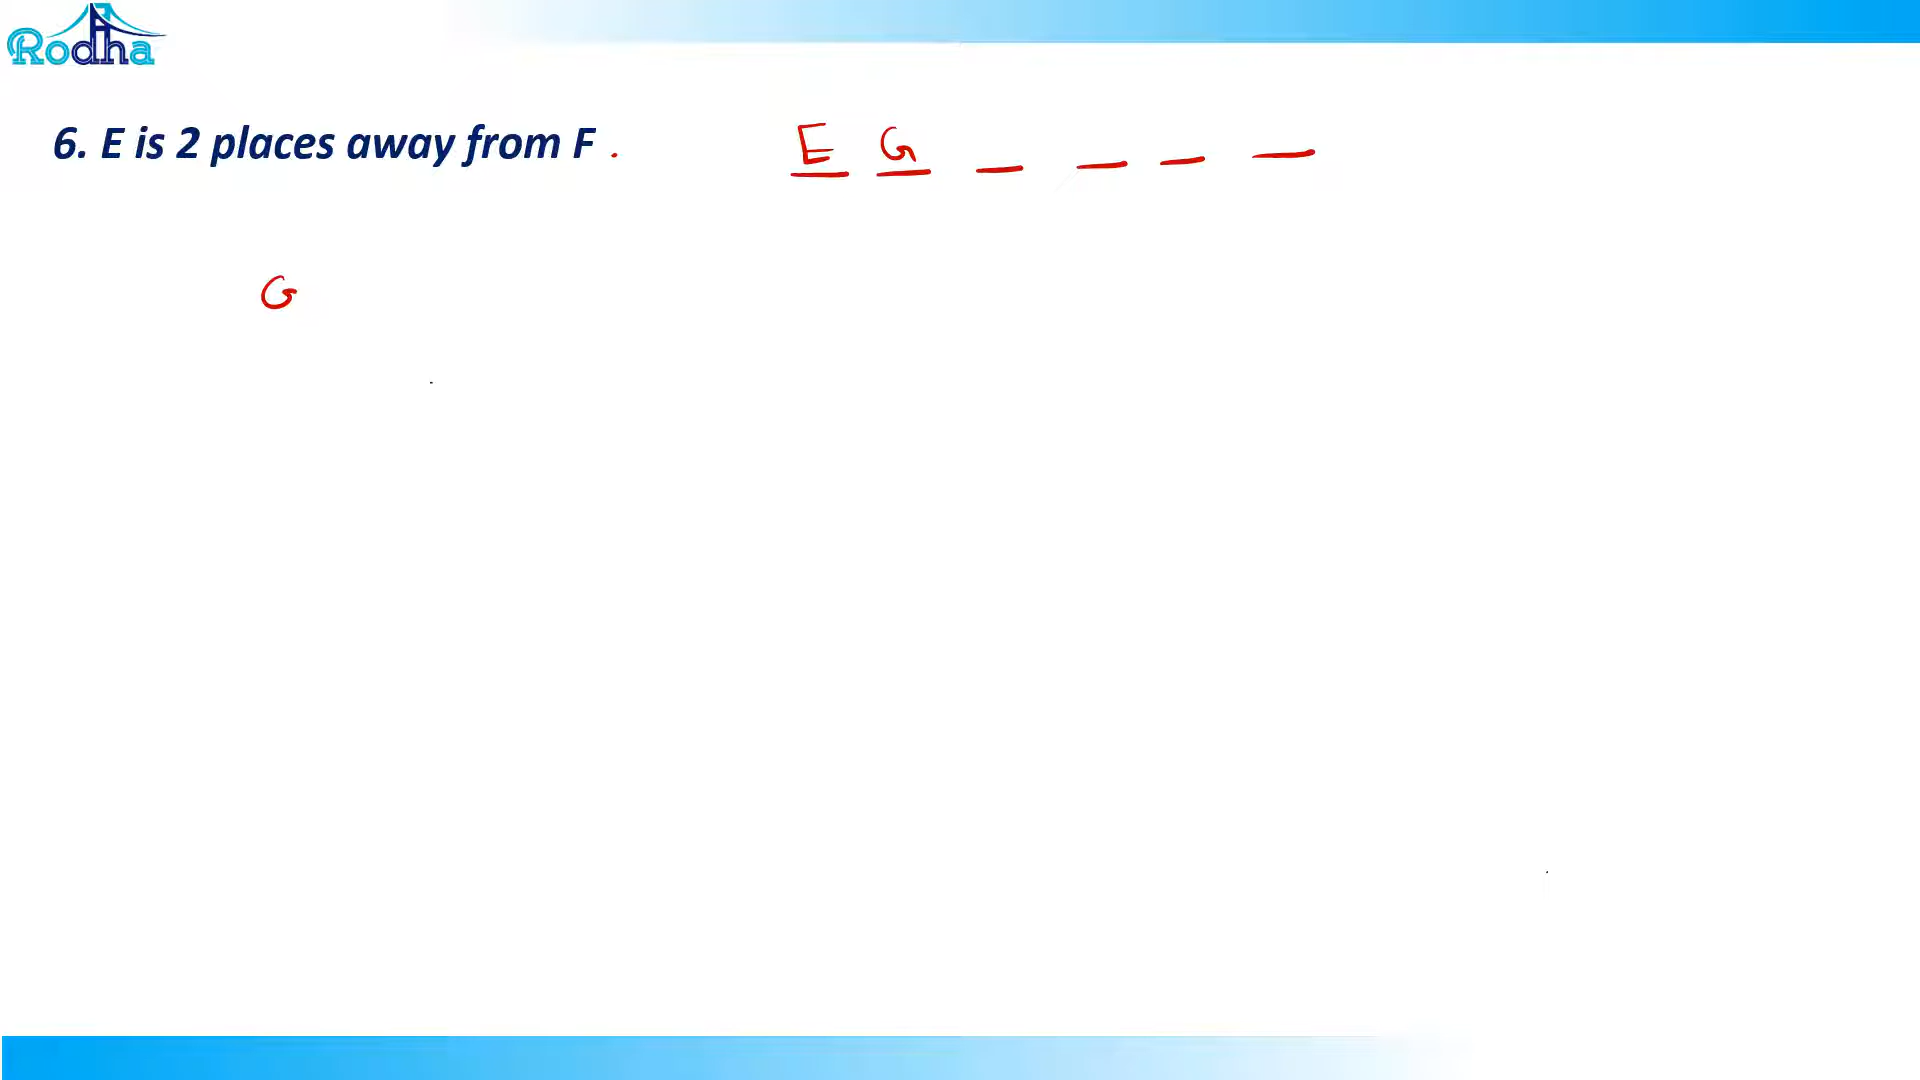 Rodha
6. E is 2 places away from F .
E G _ _ _ _
G